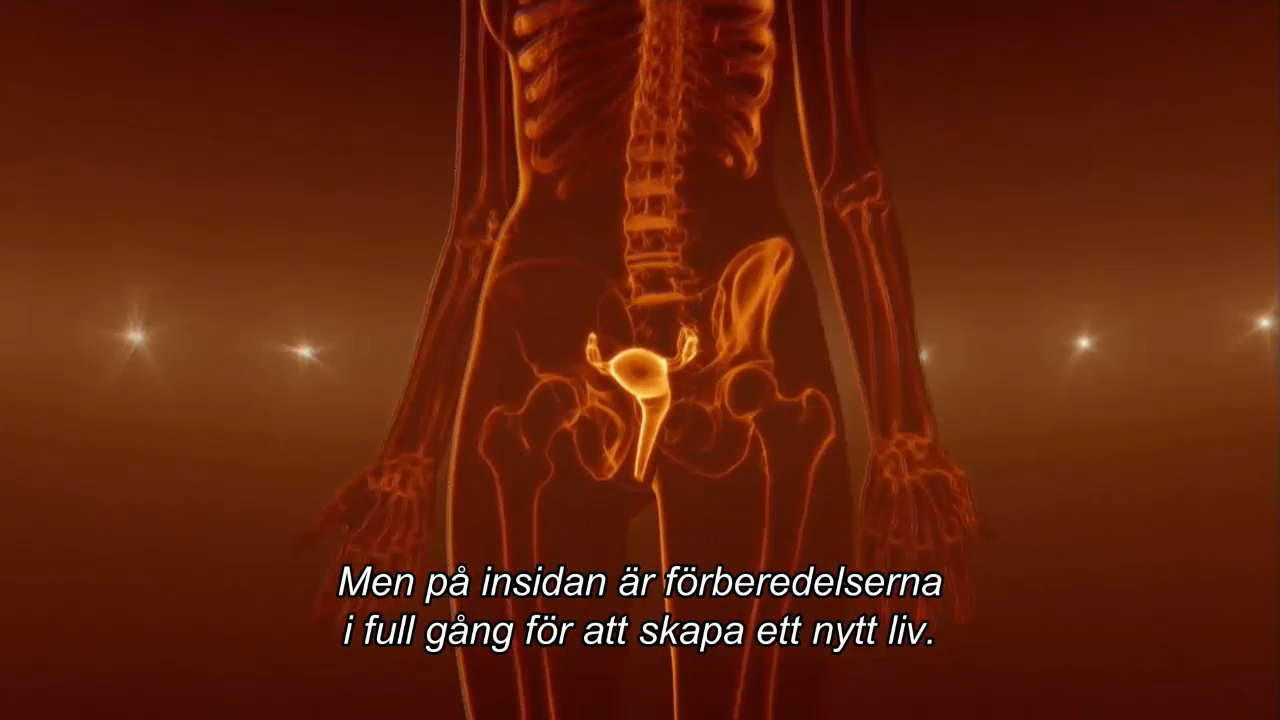 Men på insidan är förberedelserna
i full gång för att skapa ett nytt liv.